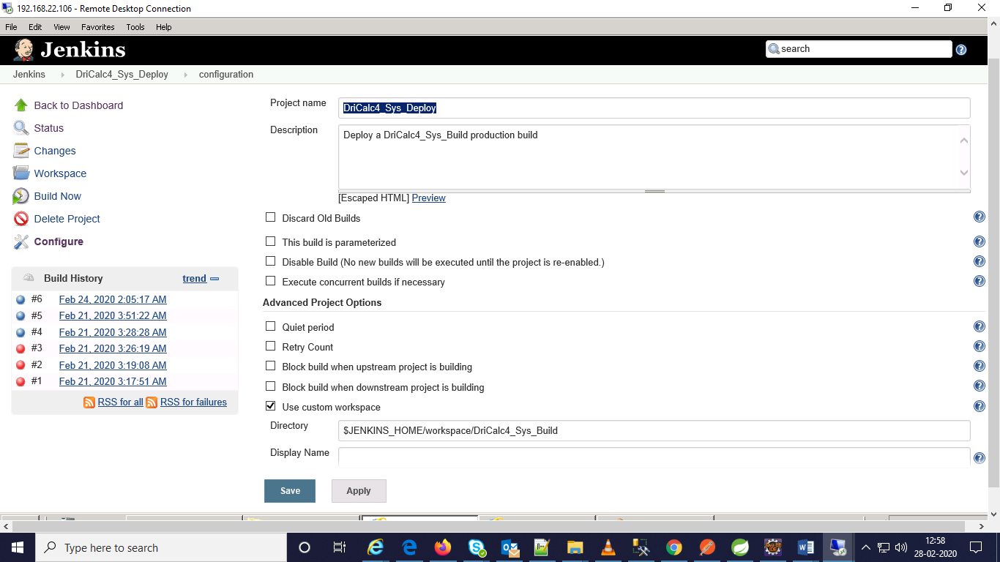 192.168.22.106 - Remote Desktop Connection
File Edit View Favorites Tools Help
Jenkins
search
Jenkins DriCalc4_Sys_Deploy configuration
Back to Dashboard
Status
Changes
Workspace
Build Now
Delete Project
Configure
Build History trend
#6 Feb 24, 2020 2:05:17 AM
#5 Feb 21, 2020 3:51:22 AM
#4 Feb 21, 2020 3:28:28 AM
#3 Feb 21, 2020 3:26:19 AM
#2 Feb 21, 2020 3:19:08 AM
#1 Feb 21, 2020 3:17:51 AM
RSS for all RSS for failures
Project name DriCalc4_Sys_Deploy
Description Deploy a DriCalc4_Sys_Build production build
[Escaped HTML] Preview
Discard Old Builds
This build is parameterized
Disable Build (No new builds will be executed until the project is re-enabled.)
Execute concurrent builds if necessary
Advanced Project Options
Quiet period
Retry Count
Block build when upstream project is building
Block build when downstream project is building
Use custom workspace
Directory $JENKINS_HOME/workspace/DriCalc4_Sys_Build
Display Name
Save Apply
Type here to search
12:58
28-02-2020